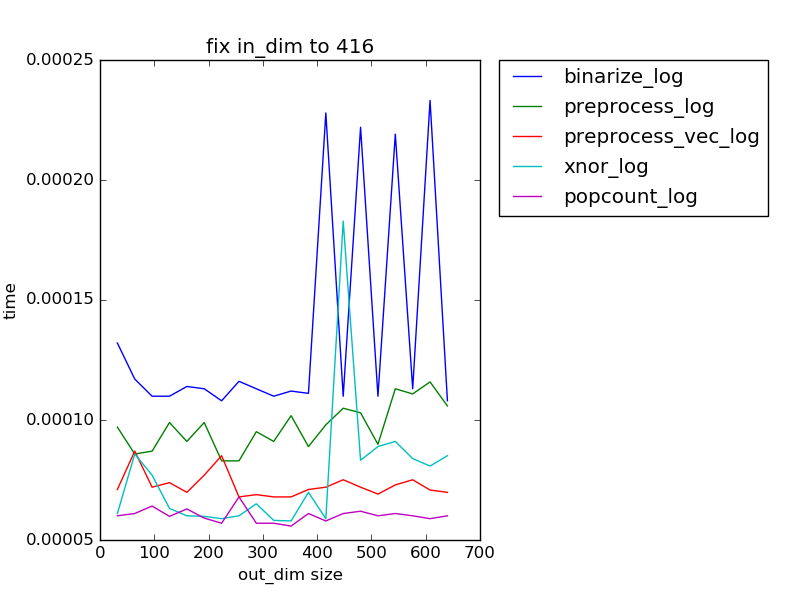 fix in_dim to 416
0.00025
0.00020
0.00015
0.00010
0.00005
time
0 100 200 300 400 500 600 700
out_dim size
binarize_log
preprocess_log
preprocess_vec_log
xnor_log
popcount_log